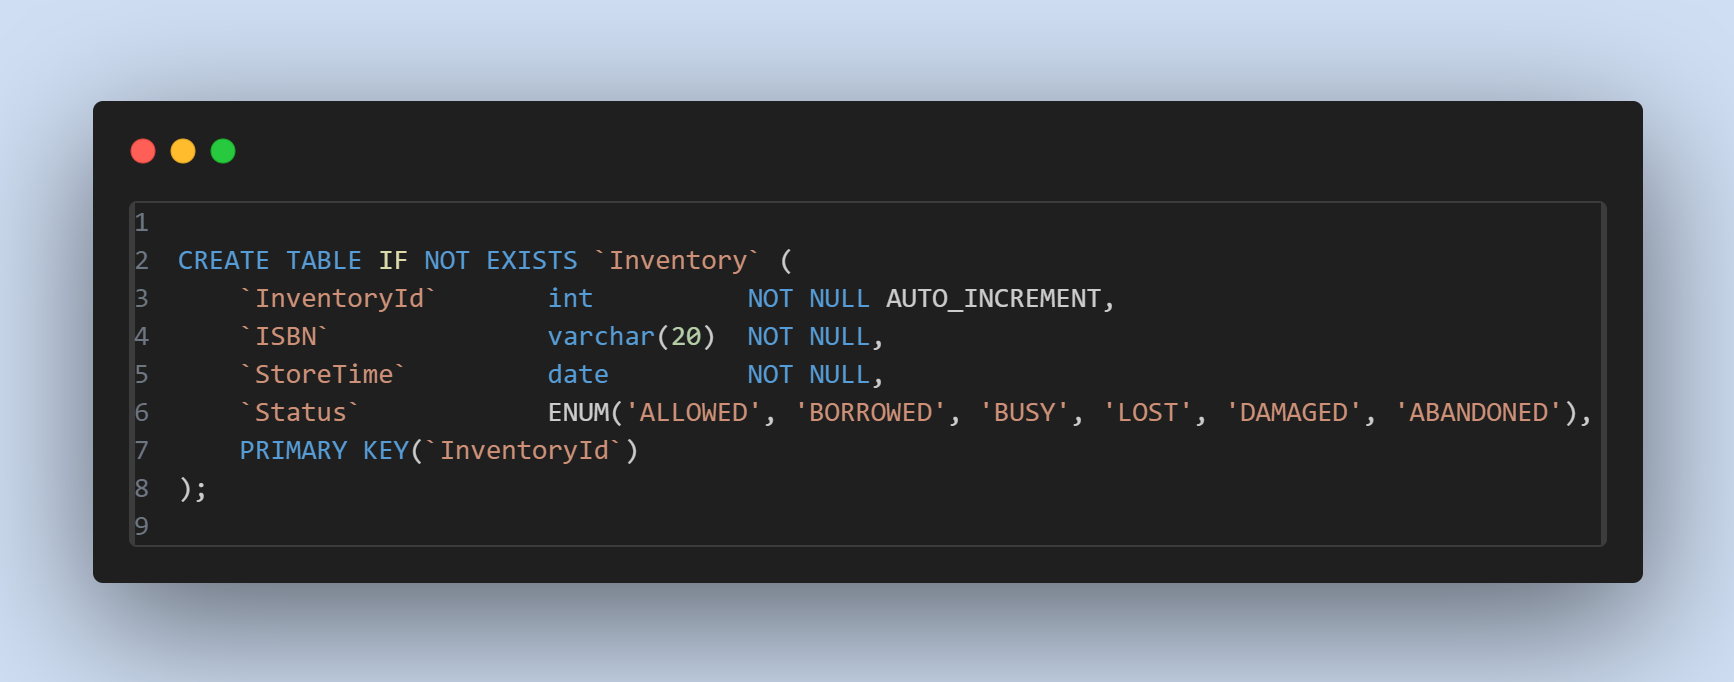 1
2 CREATE TABLE IF NOT EXISTS `Inventory` (
3     `InventoryId`       int          NOT NULL AUTO_INCREMENT,
4     `ISBN`              varchar(20)  NOT NULL,
5     `StoreTime`         date         NOT NULL,
6     `Status`            ENUM('ALLOWED', 'BORROWED', 'BUSY', 'LOST', 'DAMAGED', 'ABANDONED'),
7     PRIMARY KEY(`InventoryId`)
8 );
9